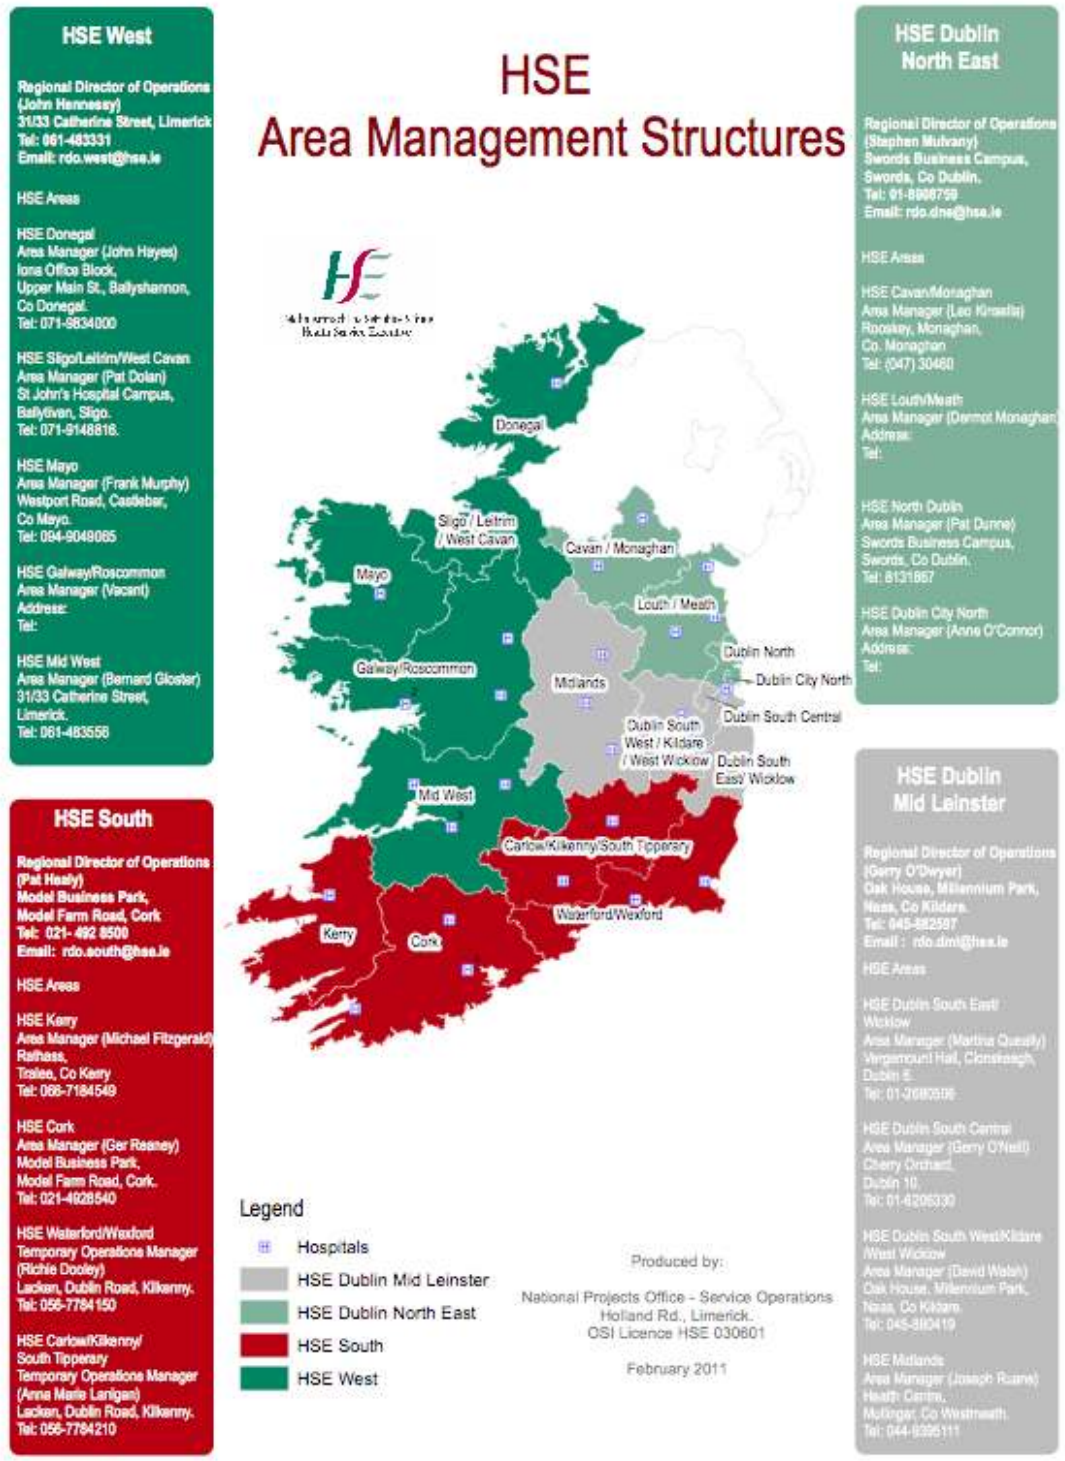 HSE West
Regional Director of Operations
(John Hennessy)
31/33 Catherine Street, Limerick
Tel: 061-483331
Email: rdo.west@hse.ie
HSE Areas
HSE Donegal
Area Manager (John Hayes)
Iona Office Block,
Upper Main St., Ballyshannon,
Co Donegal.
Tel: 071-9834000
HSE Sligo/Leitrim/West Cavan
Area Manager (Pat Dolan)
St John's Hospital Campus,
Ballytivan, Sligo.
Tel: 071-9148816.
HSE Mayo
Area Manager (Frank Murphy)
Westport Road, Castlebar,
Co Mayo.
Tel: 094-9049065
HSE Galway/Roscommon
Area Manager (Vacant)
Address:
Tel:
HSE Mid West
Area Manager (Bernard Gloster)
31/33 Catherine Street,
Limerick.
Tel: 061-483556
HSE South
Regional Director of Operations
(Pat Healy)
Model Business Park,
Model Farm Road, Cork
Tel: 021- 492 8500
Email: rdo.south@hse.ie
HSE Areas
HSE Kerry
Area Manager (Michael Fitzgerald)
Rathass,
Tralee, Co Kerry
Tel: 066-7184549
HSE Cork
Area Manager (Ger Reaney)
Model Business Park,
Model Farm Road, Cork.
Tel: 021-4928540
HSE Waterford/Wexford
Temporary Operations Manager
(Richie Dooley)
Lacken, Dublin Road, Kilkenny.
Tel: 056-7784150
HSE Carlow/Kilkenny/
South Tipperary
Temporary Operations Manager
(Anna Marie Lanigan)
Lacken, Dublin Road, Kilkenny.
Tel: 056-7784210
HSE
Area Management Structures
HSE
Health Service Executive
Donegal
Sligo / Leitrim
/ West Cavan
Cavan / Monaghan
Mayo
Louth / Meath
Galway/Roscommon
Midlands
Dublin North
Dublin City North
Dublin South Central
Dublin South
West / Kildare
/ West Wicklow
Dublin South
East/ Wicklow
Mid West
Carlow/Kilkenny/South Tipperary
Waterford/Wexford
Kerry
Cork
Legend
Hospitals
HSE Dublin Mid Leinster
HSE Dublin North East
HSE South
HSE West
Produced by:
National Projects Office - Service Operations
Holland Rd., Limerick.
OSI Licence HSE 030601
February 2011
HSE Dublin
North East
Regional Director of Operations
(Stephen Mulvany)
Swords Business Campus,
Swords, Co Dublin.
Tel: 01-8908759
Email: rdo.dne@hse.ie
HSE Areas
HSE Cavan/Monaghan
Area Manager (Leo Kinsella)
Rooskey, Monaghan,
Co. Monaghan
Tel: (047) 30460
HSE Louth/Meath
Area Manager (Dermot Monaghan)
Address:
Tel:
HSE North Dublin
Area Manager (Pat Dunne)
Swords Business Campus,
Swords, Co Dublin.
Tel: 8131867
HSE Dublin City North
Area Manager (Anne O'Connor)
Address:
Tel:
HSE Dublin
Mid Leinster
Regional Director of Operations
(Gerry O'Dwyer)
Oak House, Millennium Park,
Naas, Co Kildare.
Tel: 045-882597
Email : rdo.dml@hse.ie
HSE Areas
HSE Dublin South East/
Wicklow
Area Manager (Martina Queally)
Vergemount Hall, Clonskeagh,
Dublin 6.
Tel:
HSE Dublin South Central
Area Manager (Gerry O'Neill)
Cherry Orchard,
Dublin 10.
Tel: 01-6206330
HSE Dublin South West/Kildare
/West Wicklow
Area Manager (David Walsh)
Oak House, Millennium Park,
Naas, Co Kildare.
Tel: 045-880419
HSE Midlands
Area Manager (Joseph Ruane)
Health Centre,
Mullingar, Co Westmeath.
Tel: 044-9395111